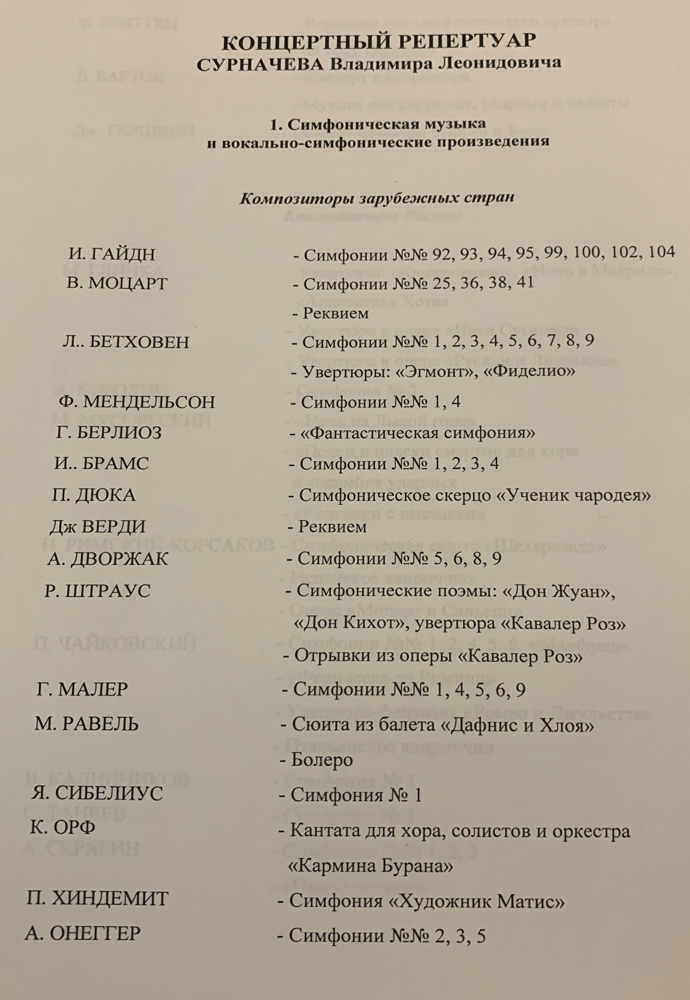 КОНЦЕРТНЫЙ РЕПЕРТУАР
СУРНАЧЕВА Владимира Леонидовича
1. Симфоническая музыка
и вокально-симфонические произведения
Композиторы зарубежных стран
И. ГАЙДН - Симфонии №№ 92, 93, 94, 95, 99, 100, 102, 104
В. МОЦАРТ - Симфонии №№ 25, 36, 38, 41
- Реквием
Л.. БЕТХОВЕН - Симфонии №№ 1, 2, 3, 4, 5, 6, 7, 8, 9
- Увертюры: «Эгмонт», «Фиделио»
Ф. МЕНДЕЛЬСОН - Симфонии №№ 1, 4
Г. БЕРЛИОЗ - «Фантастическая симфония»
И.. БРАМС - Симфонии №№ 1, 2, 3, 4
П. ДЮКА - Симфоническое скерцо «Ученик чародея»
Дж ВЕРДИ - Реквием
А. ДВОРЖАК - Симфонии №№ 5, 6, 8, 9
Р. ШТРАУС - Симфонические поэмы: «Дон Жуан»,
«Дон Кихот», увертюра «Кавалер Роз»
- Отрывки из оперы «Кавалер Роз»
Г. МАЛЕР - Симфонии №№ 1, 4, 5, 6, 9
М. РАВЕЛЬ - Сюита из балета «Дафнис и Хлоя»
- Болеро
Я. СИБЕЛИУС - Симфония № 1
К. ОРФ - Кантата для хора, солистов и оркестра
«Кармина Бурана»
П. ХИНДЕМИТ - Симфония «Художник Матис»
А. ОНЕГГЕР - Симфонии №№ 2, 3, 5